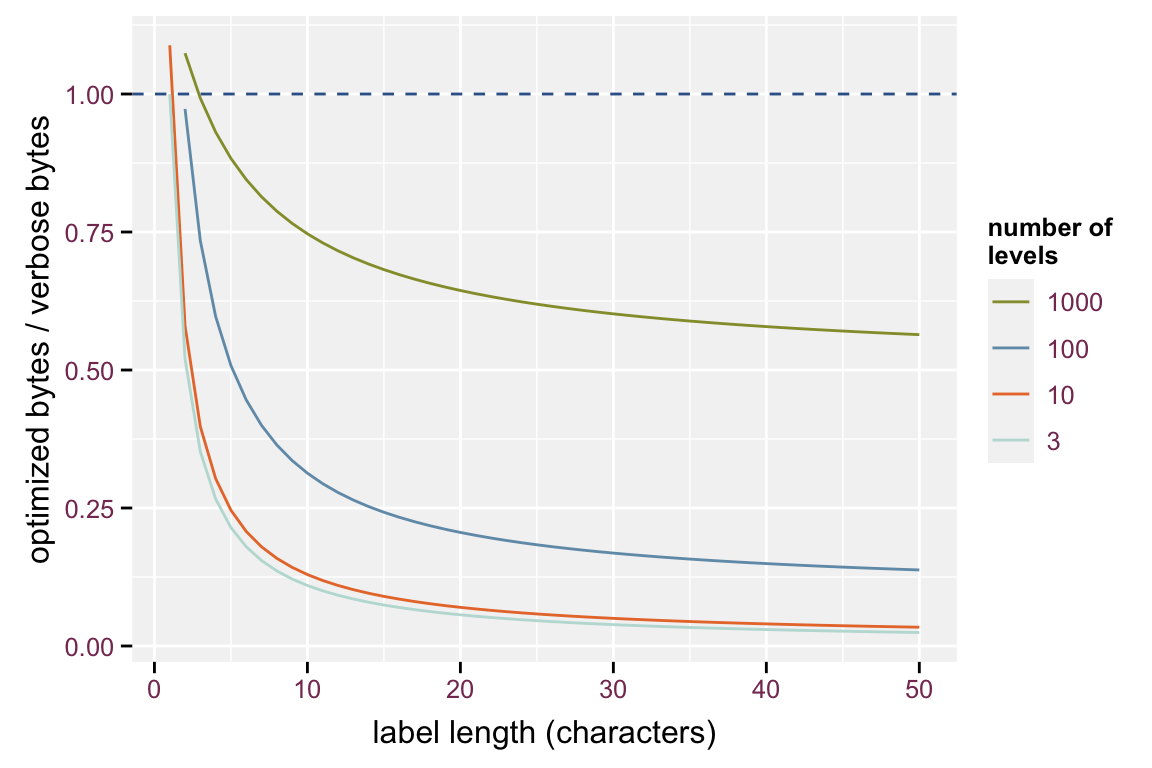 optimized bytes / verbose bytes
1.00
0.75
0.50
0.25
0.00
0 10 20 30 40 50
label length (characters)
number of
levels
1000
100
10
3